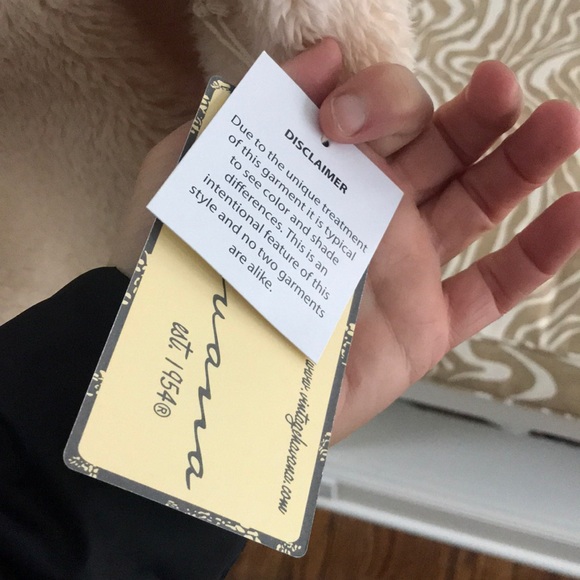 DISCLAIMER
Due to the unique treatment
of this garment it is typical
to see color and shade
differences. This is an
intentional feature of this
style and no two garments
are alike.
est. 1954®
www.vintagehavana.com